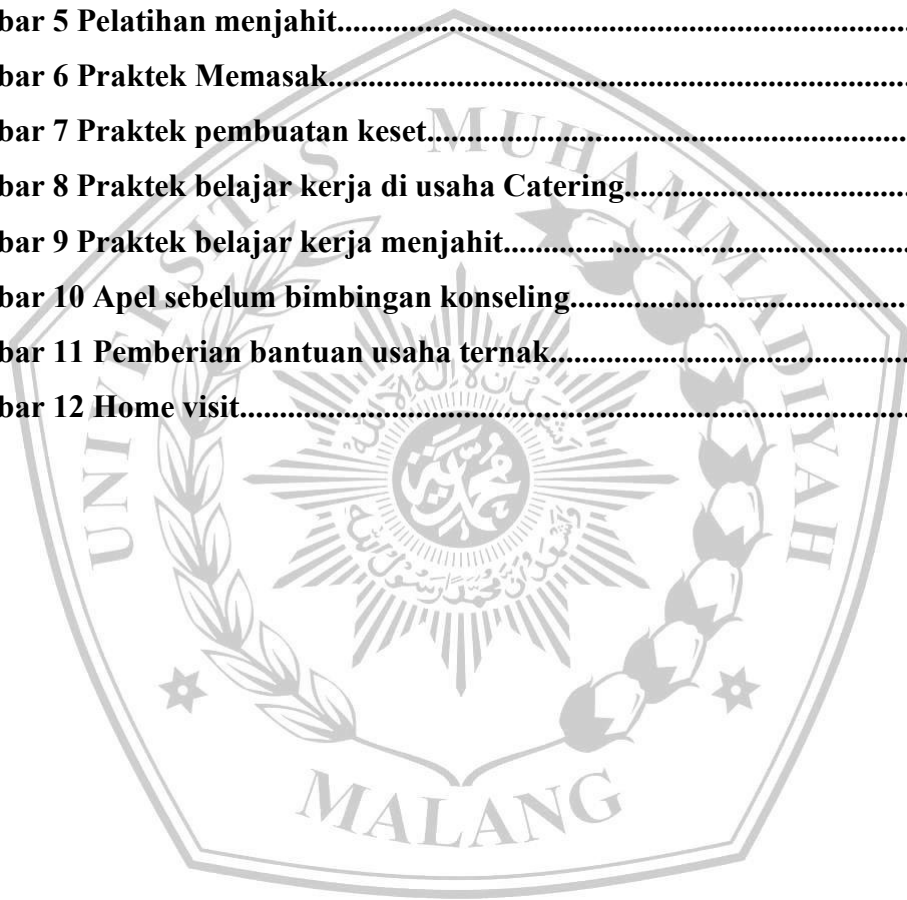 bar 5 Pelatihan menjahit................................................................................
bar 6 Praktek Memasak................................................................................
bar 7 Praktek pembuatan keset................................................................................
bar 8 Praktek belajar kerja di usaha Catering................................................................................
bar 9 Praktek belajar kerja menjahit................................................................................
bar 10 Apel sebelum bimbingan konseling................................................................................
bar 11 Pemberian bantuan usaha ternak................................................................................
bar 12 Home visit................................................................................
UNIVERSITAS MUHAMMADIYAH
MALANG